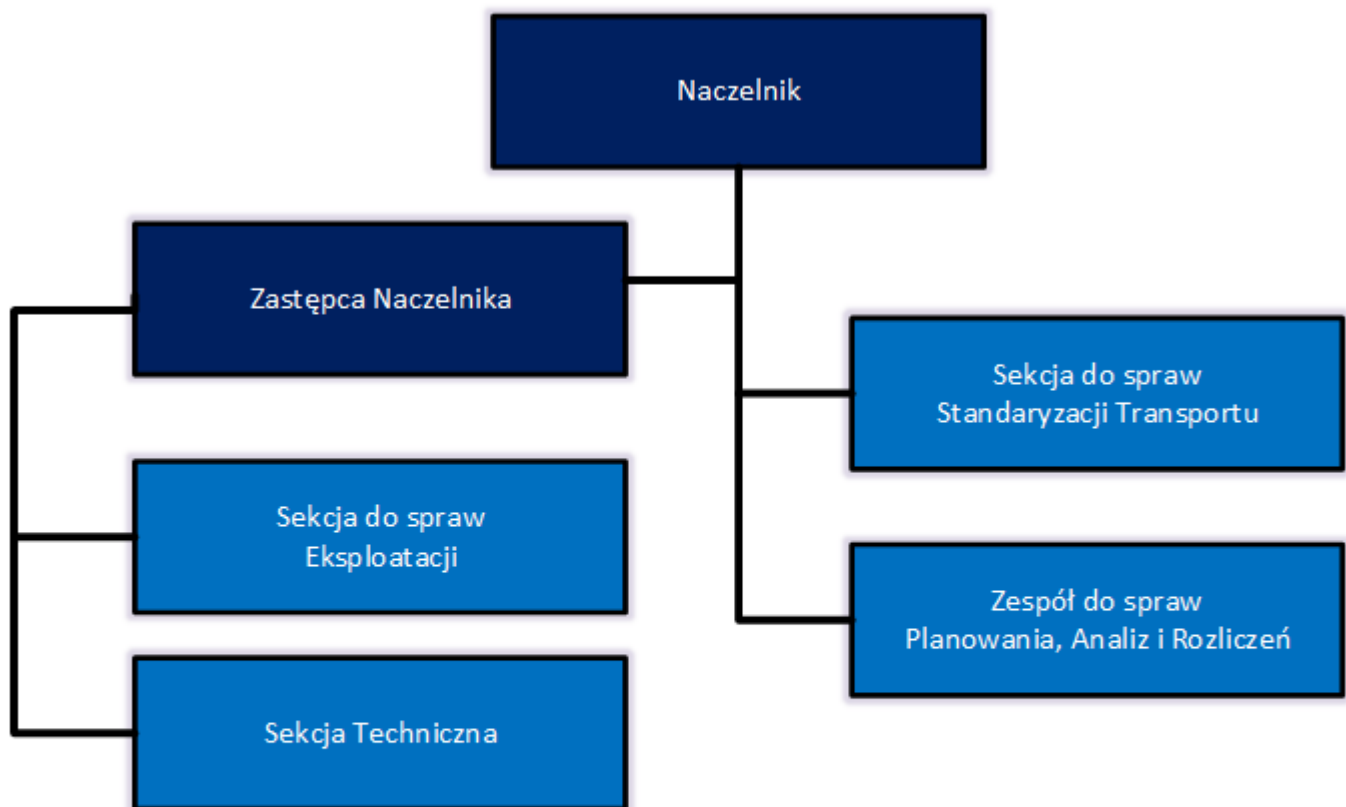 Naczelnik
Zastępca Naczelnika
Sekcja do spraw
Eksploatacji
Sekcja Techniczna
Sekcja do spraw
Standaryzacji Transportu
Zespół do spraw
Planowania, Analiz i Rozliczeń